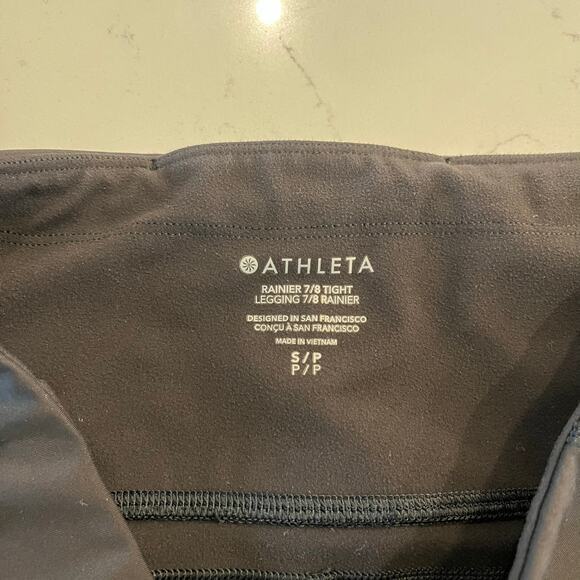 ATHLETA
RAINIER 7/8 TIGHT
LEGGING 7/8 RAINIER
DESIGNED IN SAN FRANCISCO
CONÇU À SAN FRANCISCO
MADE IN VIETNAM
S/P
P/P